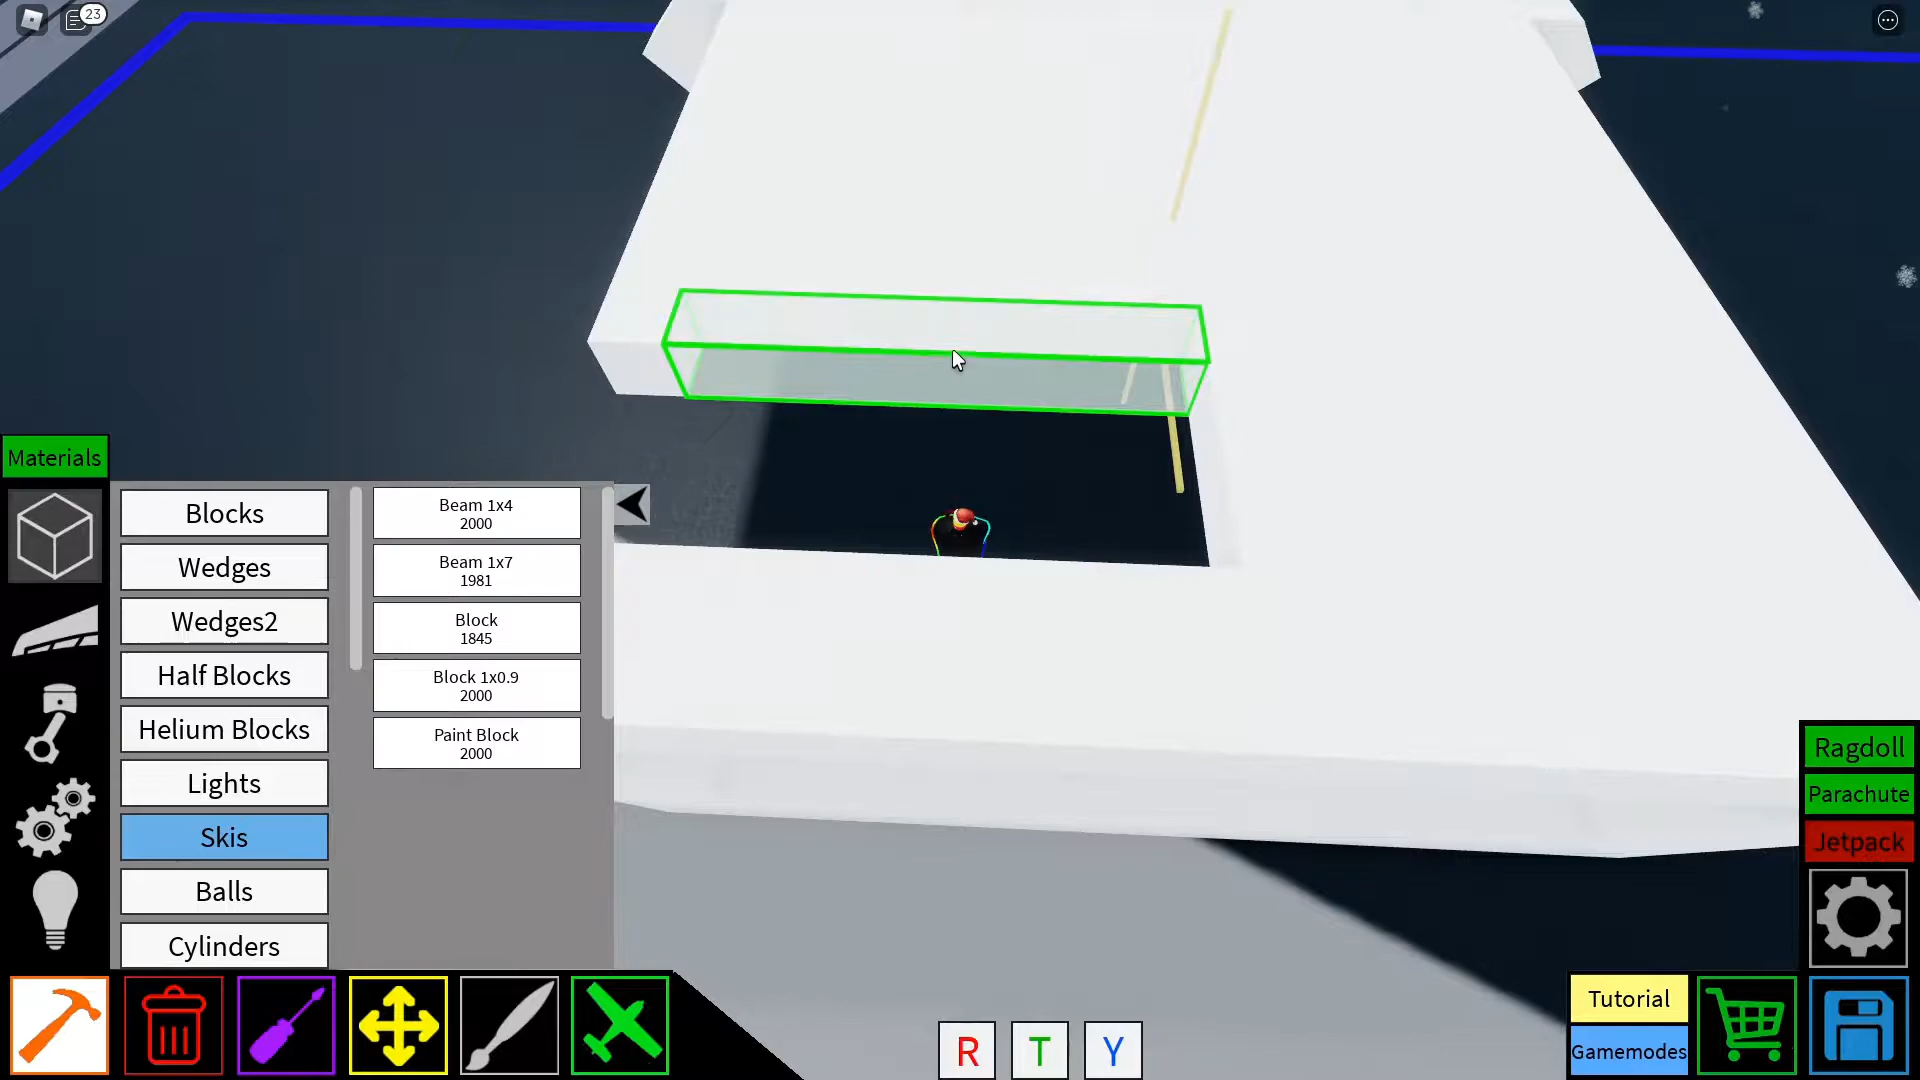 23
Materials
Blocks
Wedges
Wedges2
Half Blocks
Helium Blocks
Lights
Skis
Balls
Cylinders
Beam 1x4
2000
Beam 1x7
1981
Block
1845
Block 1x0.9
2000
Paint Block
2000
Ragdoll
Parachute
Jetpack
Tutorial
Gamemodes
R T Y